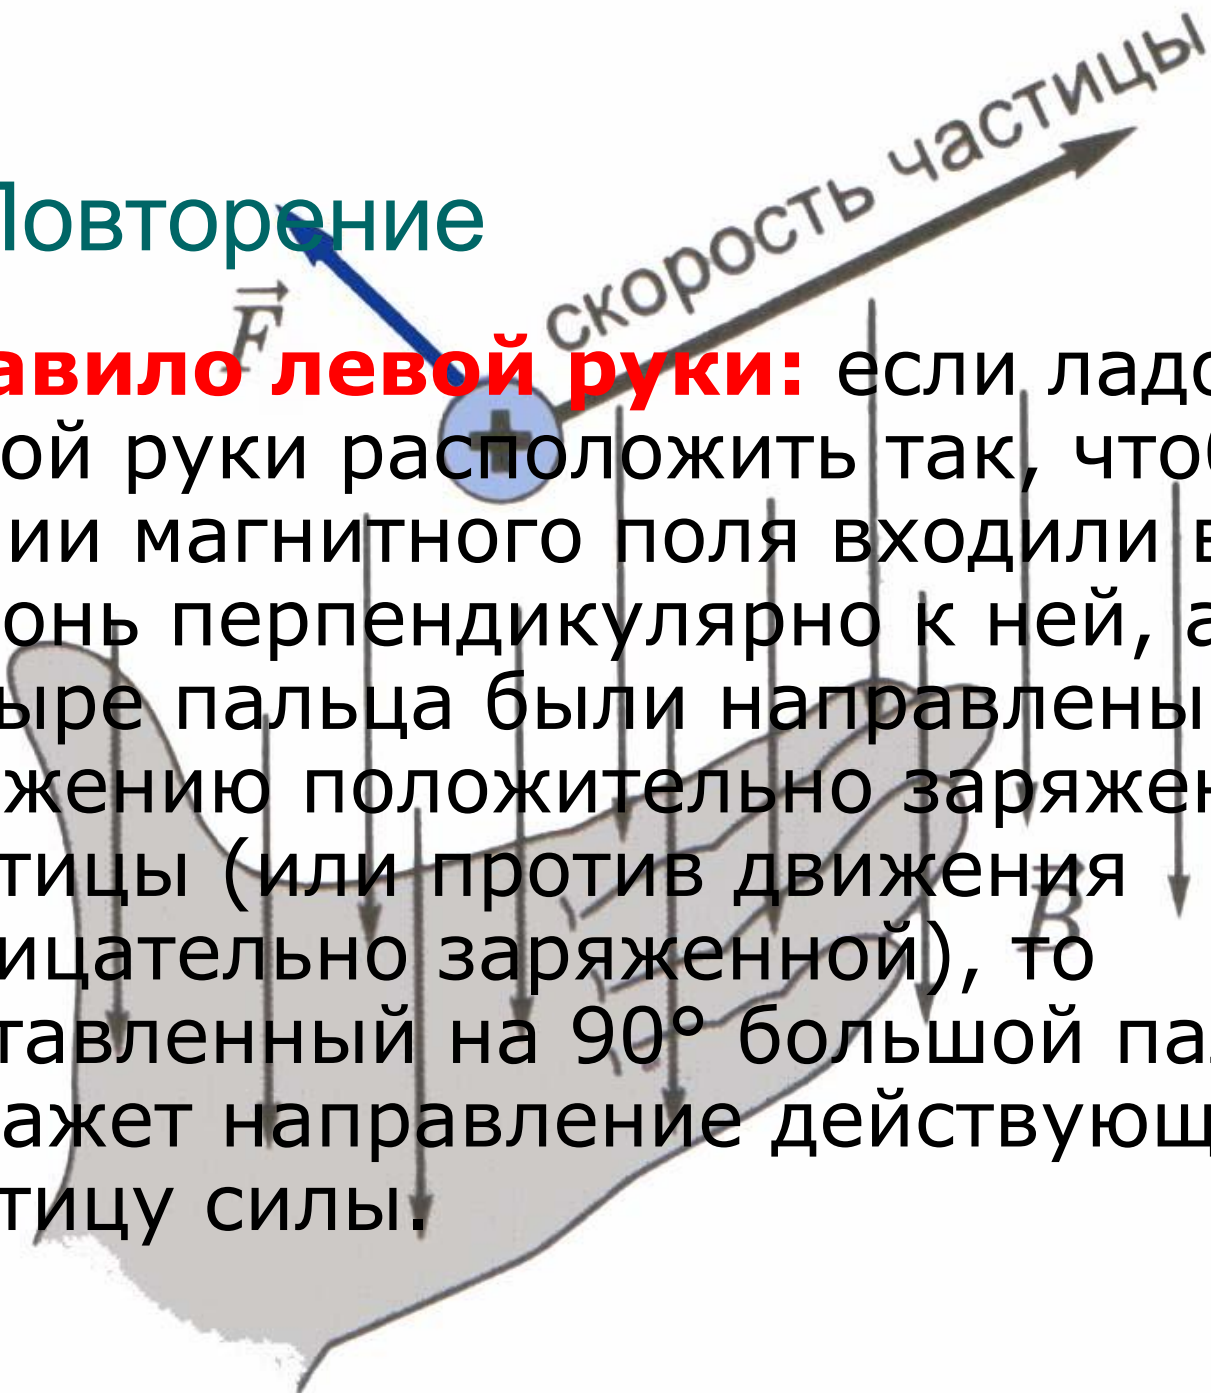 скорость частицы
Повторение
F
авило левой руки: если ладо
ой руки расположить так, чтоб
ии магнитного поля входили в
онь перпендикулярно к ней, а
ыре пальца были направлены
жению положительно заряжен
тицы (или против движения
B
ицательно заряженной), то
тавленный на 90° большой па
ажет направление действующ
тицу силы.